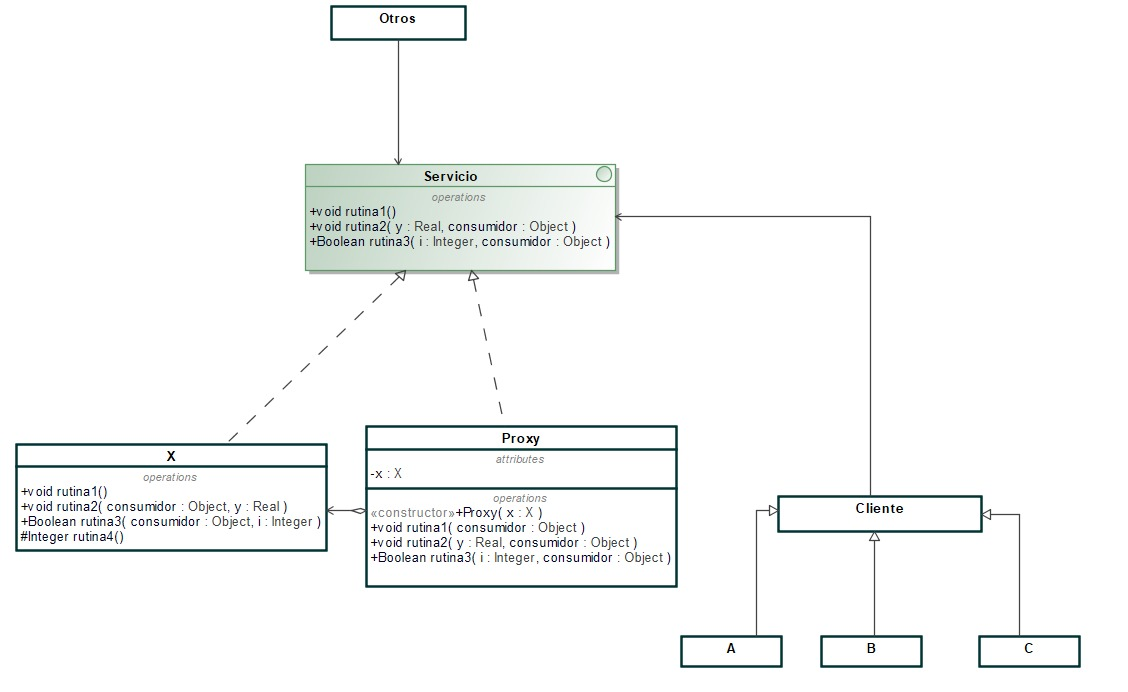 Otros
Servicio
operations
+void rutina1()
+void rutina2( y : Real, consumidor : Object )
+Boolean rutina3( i : Integer, consumidor : Object )
X
operations
+void rutina1()
+void rutina2( consumidor : Object, y : Real )
+Boolean rutina3( consumidor : Object, i : Integer )
#Integer rutina4()
Proxy
attributes
-x : X
operations
«constructor»+Proxy( x : X )
+void rutina1( consumidor : Object )
+void rutina2( y : Real, consumidor : Object )
+Boolean rutina3( i : Integer, consumidor : Object )
Cliente
A
B
C